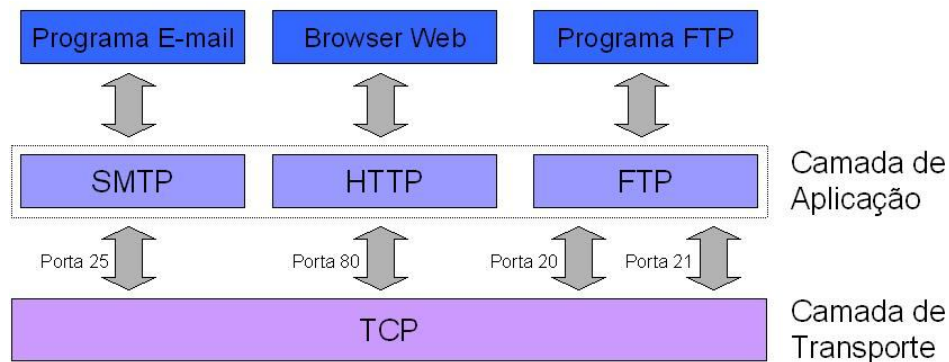 Programa E-mail
Browser Web
Programa FTP
SMTP
HTTP
FTP
Camada de
Aplicação
Porta 25
Porta 80
Porta 20
Porta 21
TCP
Camada de
Transporte